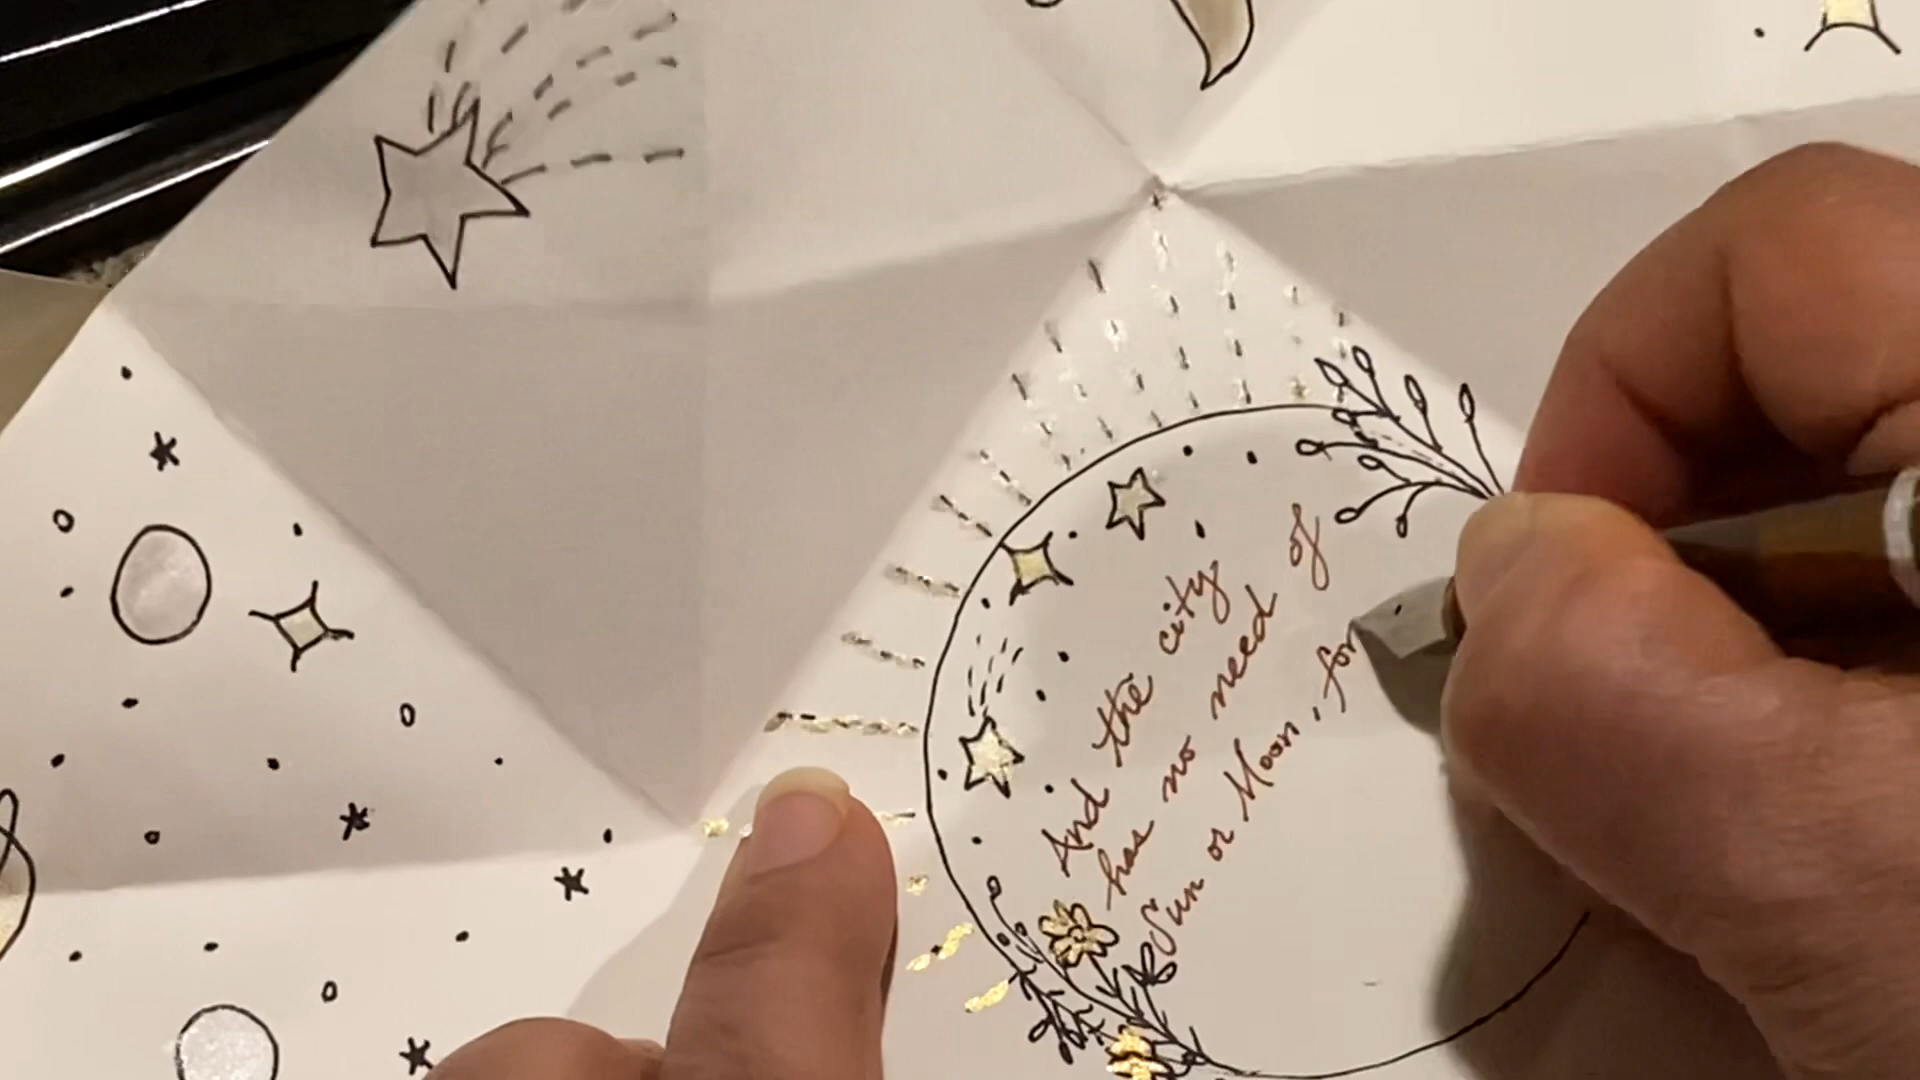 And the city
has no need of
Sun or Moon, for